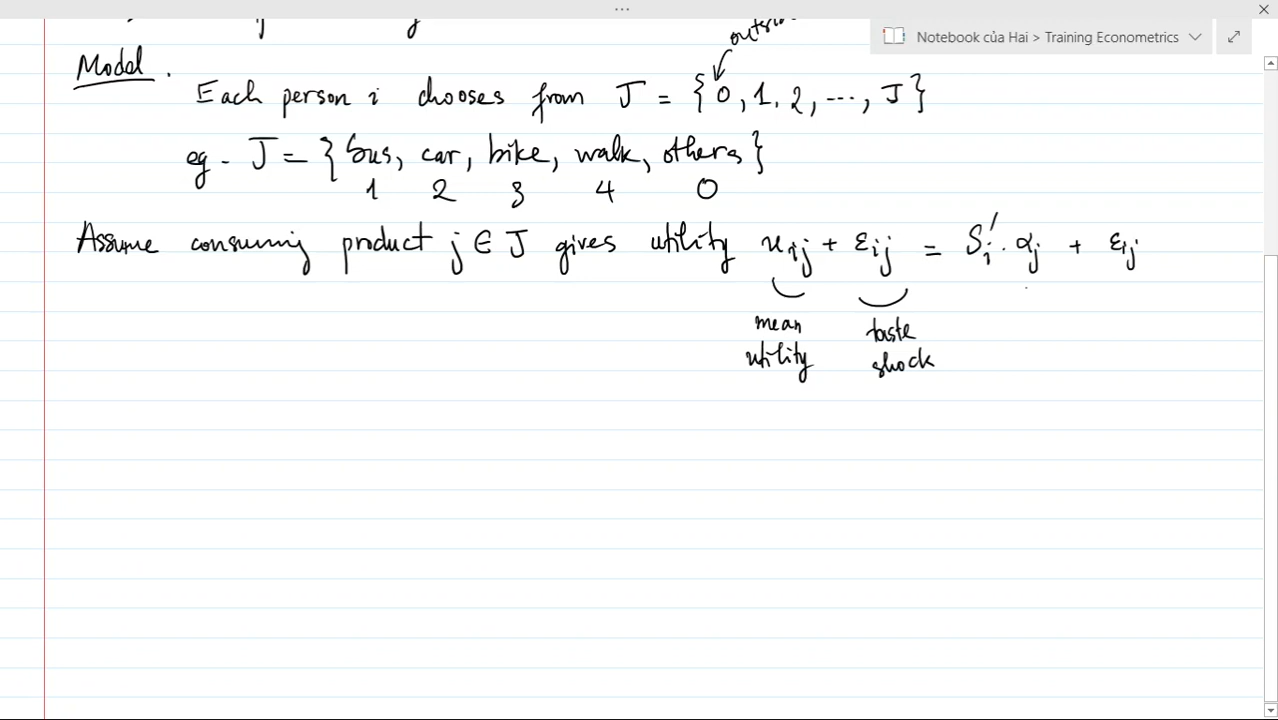 Notebook của Hai > Training Econometrics
Model.
Each person i chooses from J = {0, 1, 2, ..., J}
eg. J = {bus, car, bike, walk, others}
1 2 3 4 0
Assume consuming product j ∈ J gives utility u_ij + ε_ij = S_i' · α_j + ε_ij
mean utility
taste shock